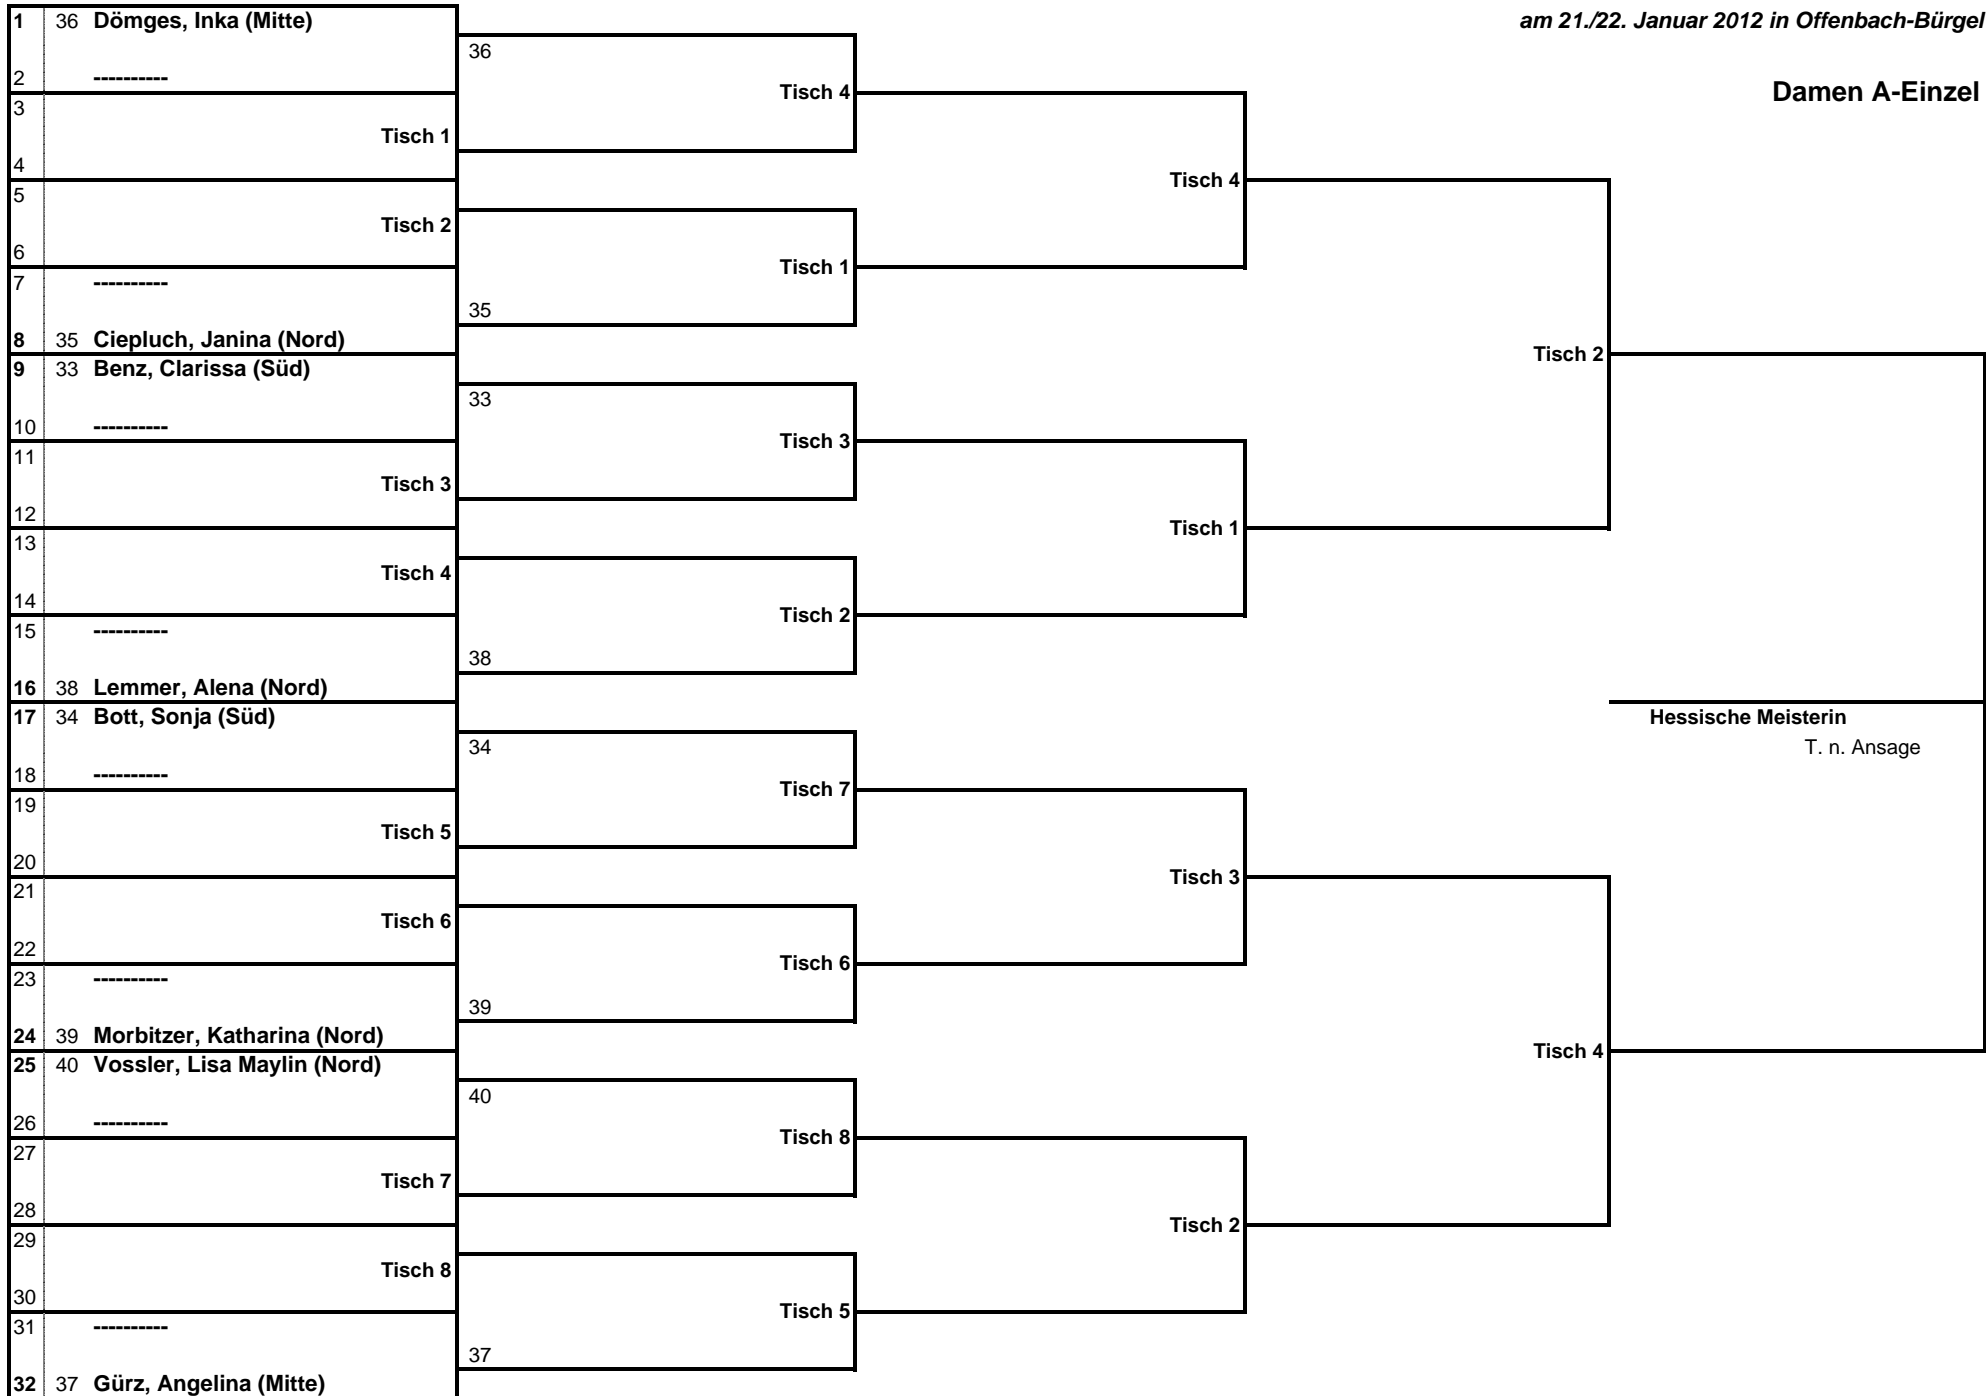 am 21./22. Januar 2012 in Offenbach-Bürgel
Damen A-Einzel
1 36 Dömges, Inka (Mitte)
36
2 ----------
Tisch 4
3
Tisch 1
4
Tisch 4
5
Tisch 2
6
Tisch 1
7 ----------
35
8 35 Ciepluch, Janina (Nord)
Tisch 2
9 33 Benz, Clarissa (Süd)
33
10 ----------
Tisch 3
11
Tisch 3
12
Tisch 1
13
Tisch 4
14
Tisch 2
15 ----------
38
16 38 Lemmer, Alena (Nord)
17 34 Bott, Sonja (Süd)
Hessische Meisterin
34
T. n. Ansage
18 ----------
Tisch 7
19
Tisch 5
20
Tisch 3
21
Tisch 6
22
Tisch 6
23 ----------
39
24 39 Morbitzer, Katharina (Nord)
Tisch 4
25 40 Vossler, Lisa Maylin (Nord)
40
26 ----------
Tisch 8
27
Tisch 7
28
Tisch 2
29
Tisch 8
30
Tisch 5
31 ----------
37
32 37 Gürz, Angelina (Mitte)